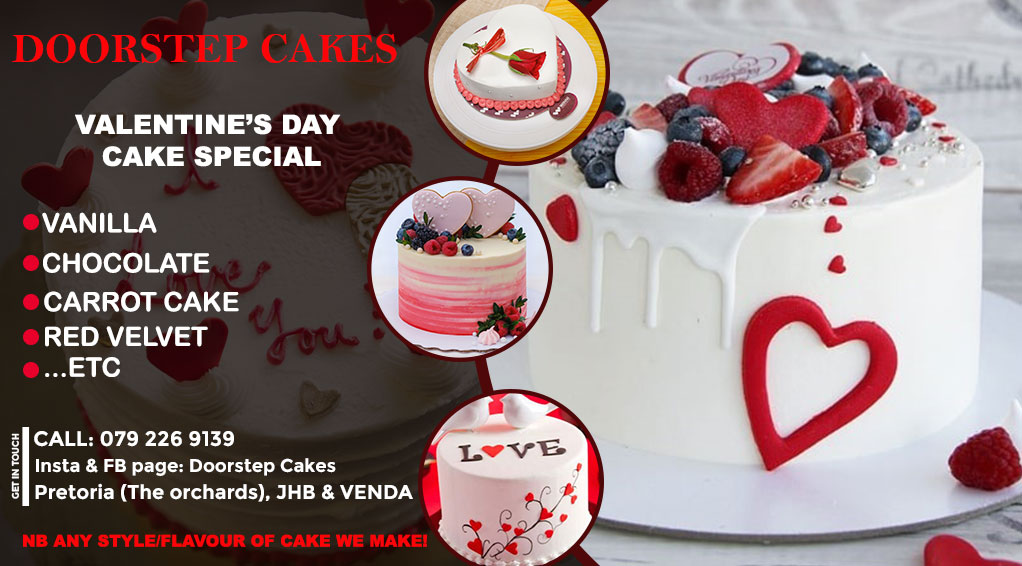 DOORSTEP CAKES
VALENTINE'S DAY
CAKE SPECIAL
VANILLA
CHOCOLATE
CARROT CAKE
RED VELVET
...ETC
GET IN TOUCH
CALL: 079 226 9139
Insta & FB page: Doorstep Cakes
Pretoria (The orchards), JHB & VENDA
NB ANY STYLE/FLAVOUR OF CAKE WE MAKE!
I
Love
You!
LOVE